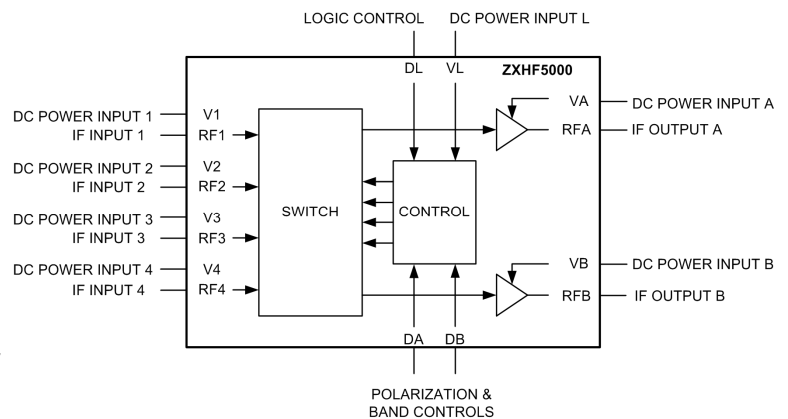 LOGIC CONTROL
DC POWER INPUT L
DL
VL
ZXHF5000
DC POWER INPUT 1
V1
IF INPUT 1
RF1
DC POWER INPUT 2
V2
IF INPUT 2
RF2
DC POWER INPUT 3
V3
IF INPUT 3
RF3
DC POWER INPUT 4
V4
IF INPUT 4
RF4
SWITCH
CONTROL
VA
DC POWER INPUT A
RFA
IF OUTPUT A
VB
DC POWER INPUT B
RFB
IF OUTPUT B
DA
DB
POLARIZATION &
BAND CONTROLS